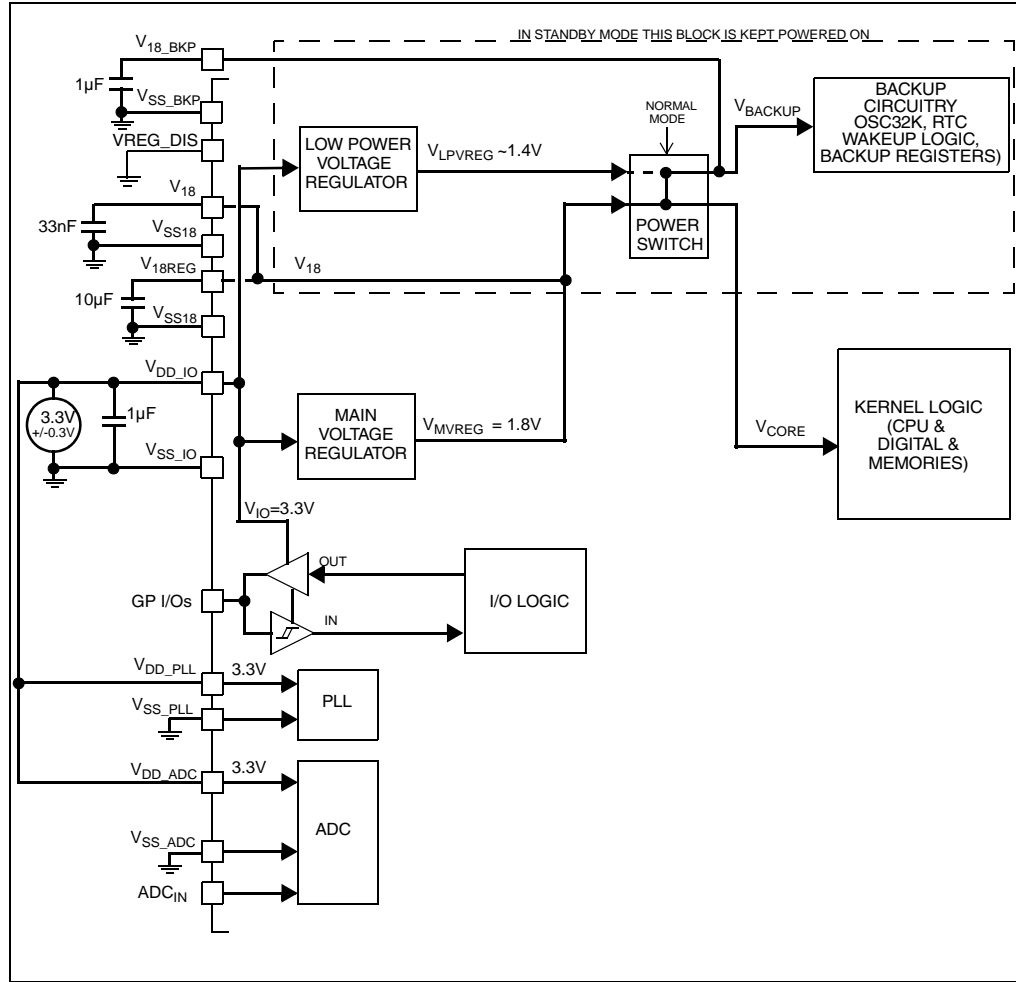 IN STANDBY MODE THIS BLOCK IS KEPT POWERED ON
V18_BKP
1µF
VSS_BKP
VREG_DIS
V18
33nF
VSS18
V18REG
10µF
VSS18
LOW POWER
VOLTAGE
REGULATOR
VLPVREG ~1.4V
NORMAL
MODE
POWER
SWITCH
VBACKUP
BACKUP
CIRCUITRY
OSC32K, RTC
WAKEUP LOGIC,
BACKUP REGISTERS)
V18
VDD_IO
3.3V
+/-0.3V
1µF
VSS_IO
MAIN
VOLTAGE
REGULATOR
VMVREG = 1.8V
VCORE
KERNEL LOGIC
(CPU &
DIGITAL &
MEMORIES)
VIO=3.3V
OUT
GP I/Os
IN
I/O LOGIC
VDD_PLL
3.3V
VSS_PLL
PLL
VDD_ADC
3.3V
VSS_ADC
ADC
ADCIN